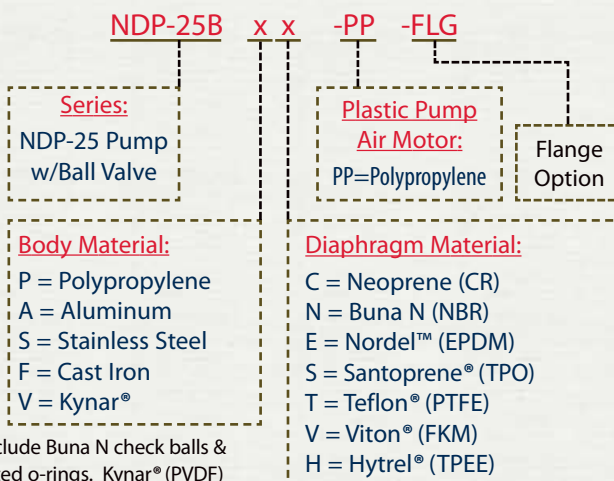 NDP-25B x x -PP -FLG
Series:
NDP-25 Pump
w/Ball Valve
Plastic Pump
Air Motor:
PP=Polypropylene
Flange
Option
Body Material:
P = Polypropylene
A = Aluminum
S = Stainless Steel
F = Cast Iron
V = Kynar®
Diaphragm Material:
C = Neoprene (CR)
N = Buna N (NBR)
E = Nordel™ (EPDM)
S = Santoprene® (TPO)
T = Teflon® (PTFE)
V = Viton® (FKM)
H = Hytrel® (TPEE)
Buna N check balls &
o-rings. Kynar® (PVDF)